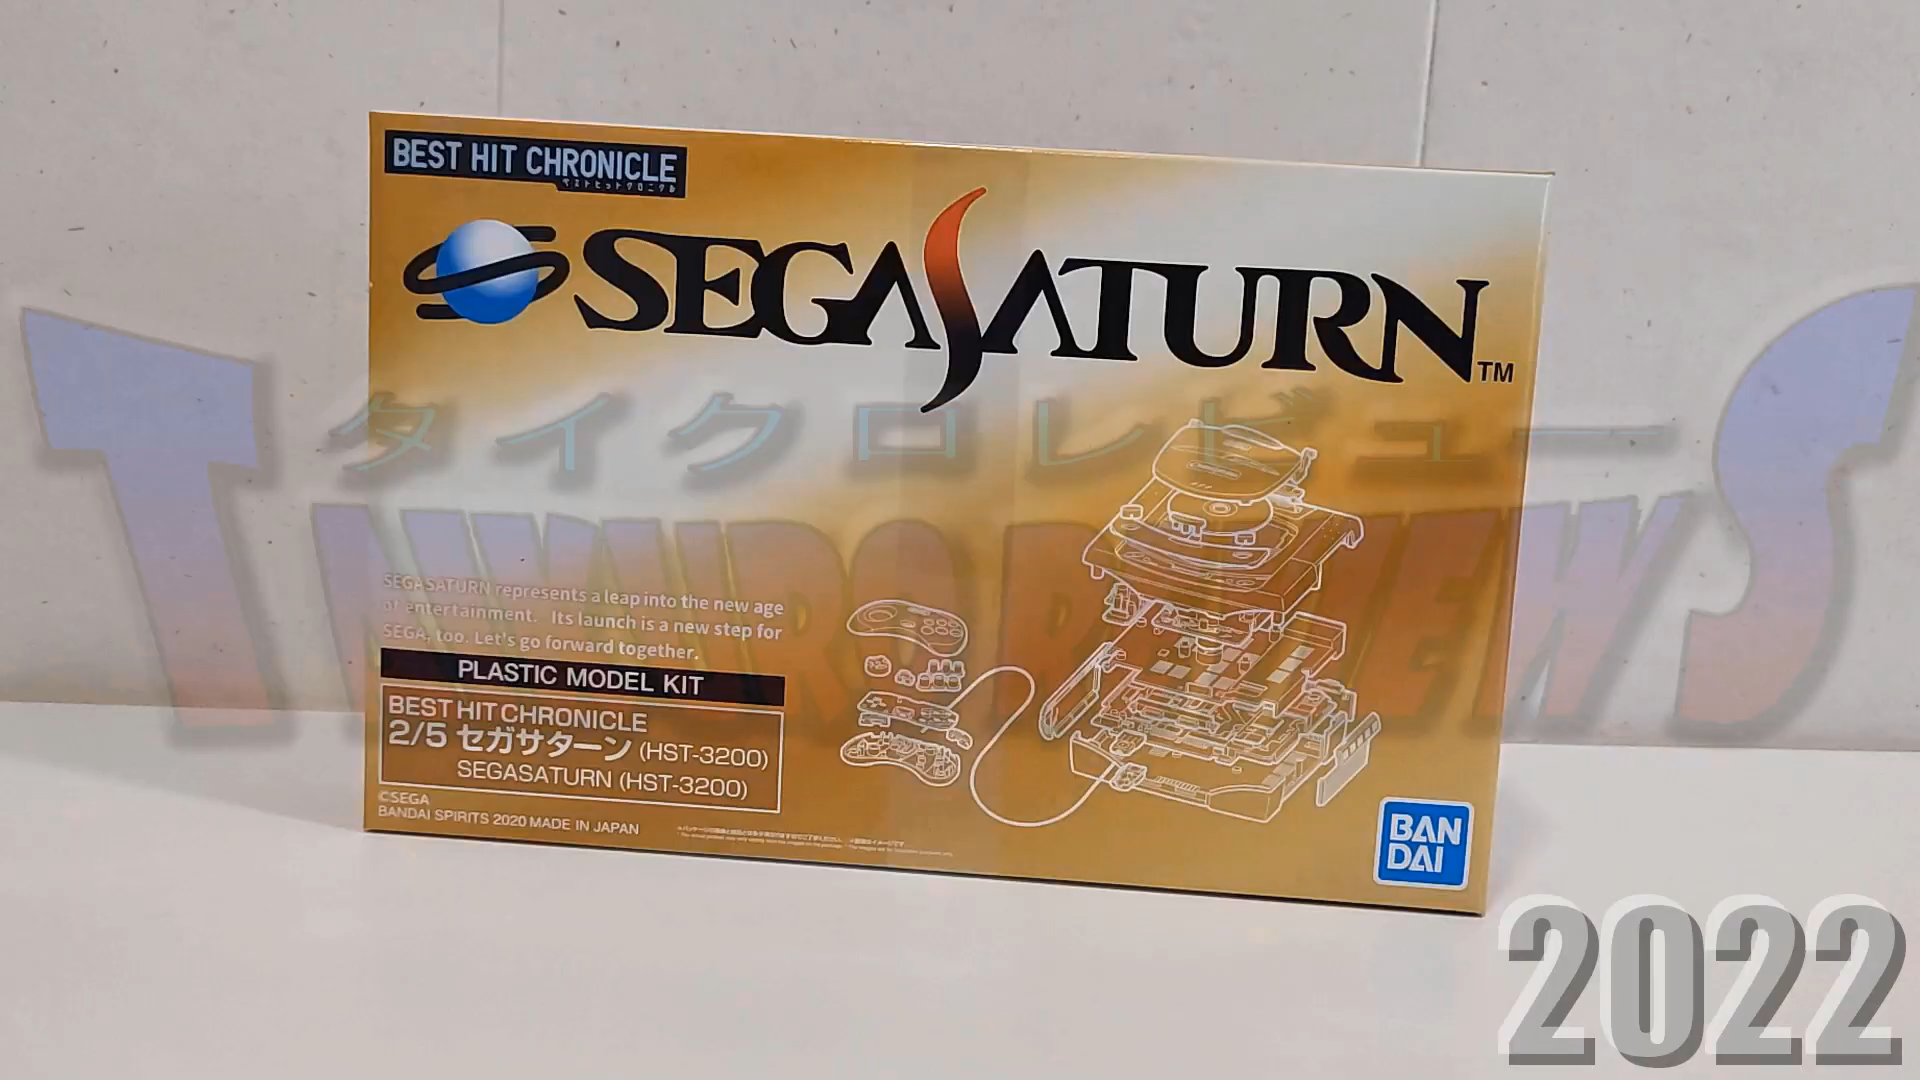 BEST HIT CHRONICLE
ベストヒットクロニクル
SEGASATURN™
タイクロレビュー
SEGASATURN represents a leap into the new age
of entertainment. Its launch is a new step for
SEGA, too. Let's go forward together.
PLASTIC MODEL KIT
BEST HIT CHRONICLE
2/5 セガサターン (HST-3200)
SEGASATURN (HST-3200)
©SEGA
BANDAI SPIRITS 2020 MADE IN JAPAN
BAN
DAI
2022